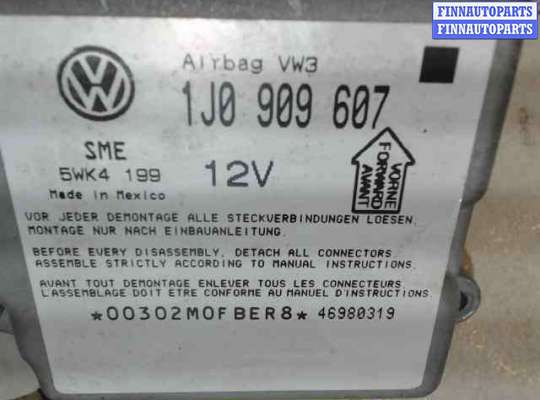 FINNAUTOPARTS
FINNAUTOPARTS
Airbag VW3
1J0 909 607
SME
5WK4 199
12V
Made in Mexico
VORNE
FORWARD
AVANT
VOR JEDER DEMONTAGE ALLE STECKVERBINDUNGEN LOESEN.
MONTAGE NUR NACH EINBAUANLEITUNG.
BEFORE EVERY DISASSEMBLY, DETACH ALL CONNECTORS.
ASSEMBLE STRICTLY ACCORDING TO MANUAL INSTRUCTIONS.
AVANT TOUT DEMONTAGE ENLEVER TOUS LES CONNECTEURS.
L'ASSEMBLAGE DOIT ETRE CONFORME AU MANUEL D'INSTRUCTIONS.
*00302M0FBER8* 46980319